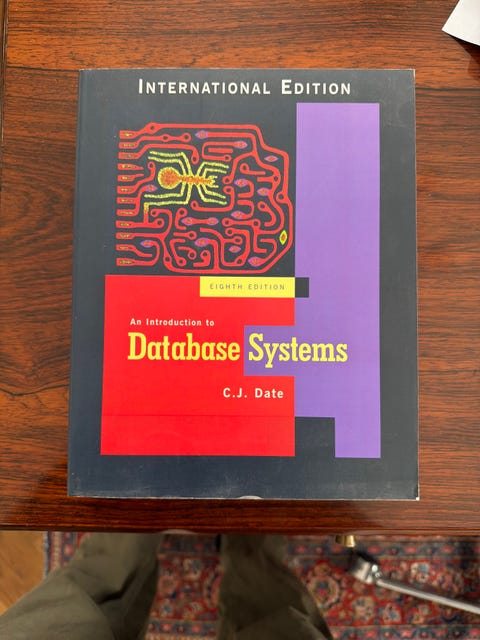 INTERNATIONAL EDITION
EIGHTH EDITION
An Introduction to
Database Systems
C.J. Date